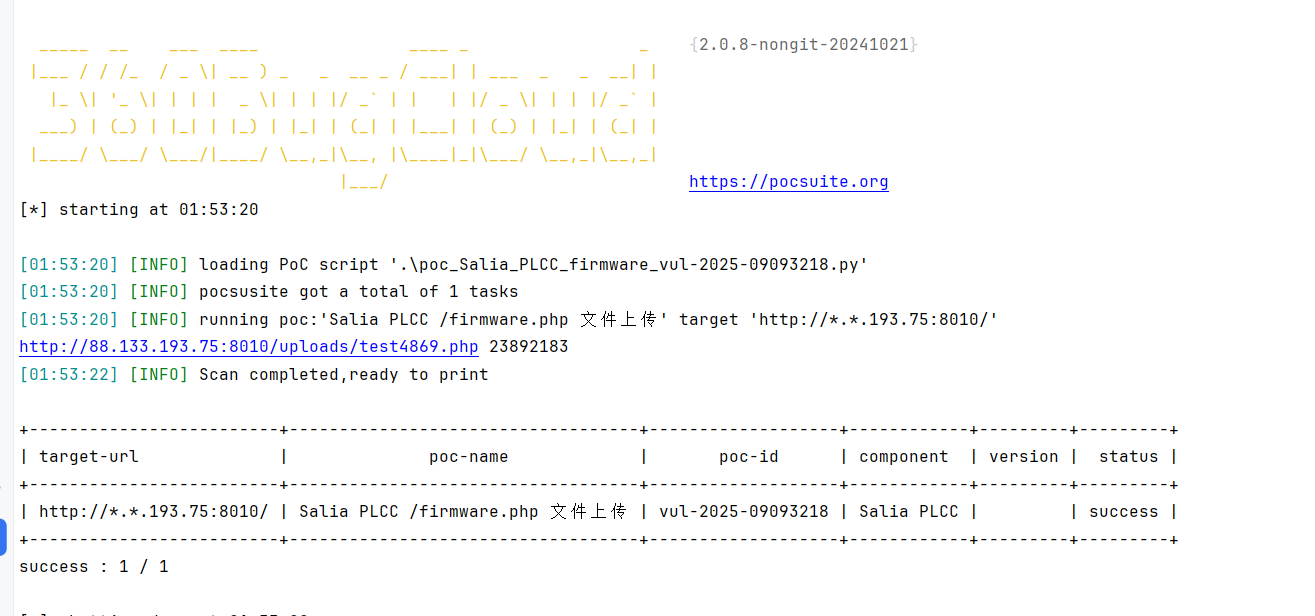 {2.0.8-nongit-20241021}
360BugCloud
https://pocsuite.org
[*] starting at 01:53:20
[01:53:20] [INFO] loading PoC script '.\poc_Salia_PLCC_firmware_vul-2025-09093218.py'
[01:53:20] [INFO] pocsusite got a total of 1 tasks
[01:53:20] [INFO] running poc:'Salia PLCC /firmware.php 文件上传' target 'http://*.*.193.75:8010/'
http://88.133.193.75:8010/uploads/test4869.php 23892183
[01:53:22] [INFO] Scan completed,ready to print
+-------------------------+-----------------------------------+-------------------+------------+---------+---------+
| target-url | poc-name | poc-id | component | version | status |
+-------------------------+-----------------------------------+-------------------+------------+---------+---------+
| http://*.*.193.75:8010/ | Salia PLCC /firmware.php 文件上传 | vul-2025-09093218 | Salia PLCC | | success |
+-------------------------+-----------------------------------+-------------------+------------+---------+---------+
success : 1 / 1